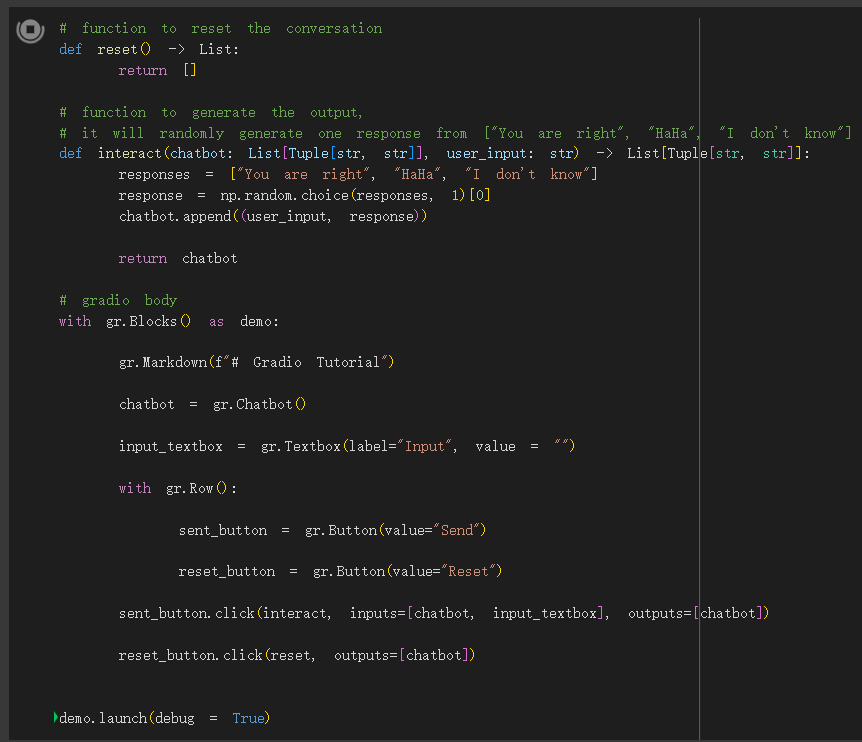 # function to reset the conversation
def reset() -> List:
return []
# function to generate the output,
# it will randomly generate one response from ["You are right", "HaHa", "I don't know"]
def interact(chatbot: List[Tuple[str, str]], user_input: str) -> List[Tuple[str, str]]:
responses = ["You are right", "HaHa", "I don't know"]
response = np.random.choice(responses, 1)[0]
chatbot.append((user_input, response))
return chatbot
# gradio body
with gr.Blocks() as demo:
gr.Markdown(f"# Gradio Tutorial")
chatbot = gr.Chatbot()
input_textbox = gr.Textbox(label="Input", value = "")
with gr.Row():
sent_button = gr.Button(value="Send")
reset_button = gr.Button(value="Reset")
sent_button.click(interact, inputs=[chatbot, input_textbox], outputs=[chatbot])
reset_button.click(reset, outputs=[chatbot])
demo.launch(debug = True)